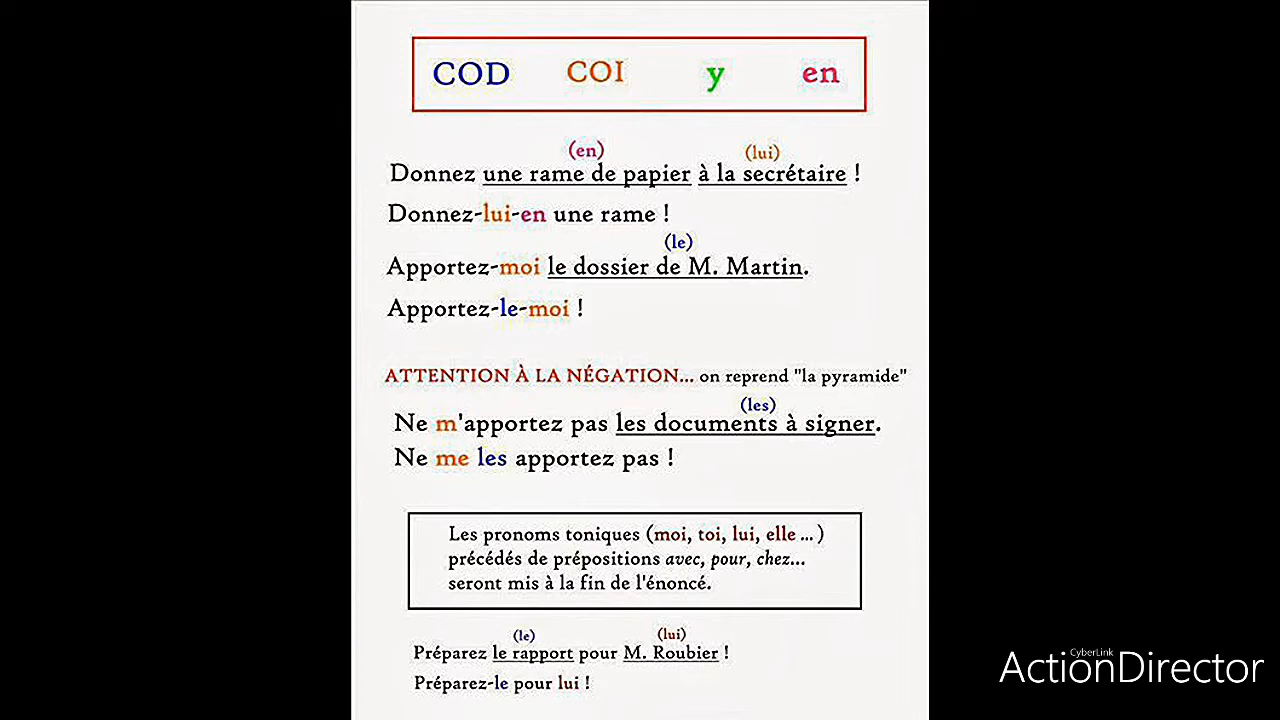 COD COI y en
(en) (lui)
Donnez une rame de papier à la secrétaire !
Donnez-lui-en une rame !
(le)
Apportez-moi le dossier de M. Martin.
Apportez-le-moi !
ATTENTION À LA NÉGATION... on reprend "la pyramide"
(les)
Ne m'apportez pas les documents à signer.
Ne me les apportez pas !
Les pronoms toniques (moi, toi, lui, elle ... )
précédés de prépositions avec, pour, chez...
seront mis à la fin de l'énoncé.
(le) (lui)
Préparez le rapport pour M. Roubier !
Préparez-le pour lui !
CyberLink
ActionDirector